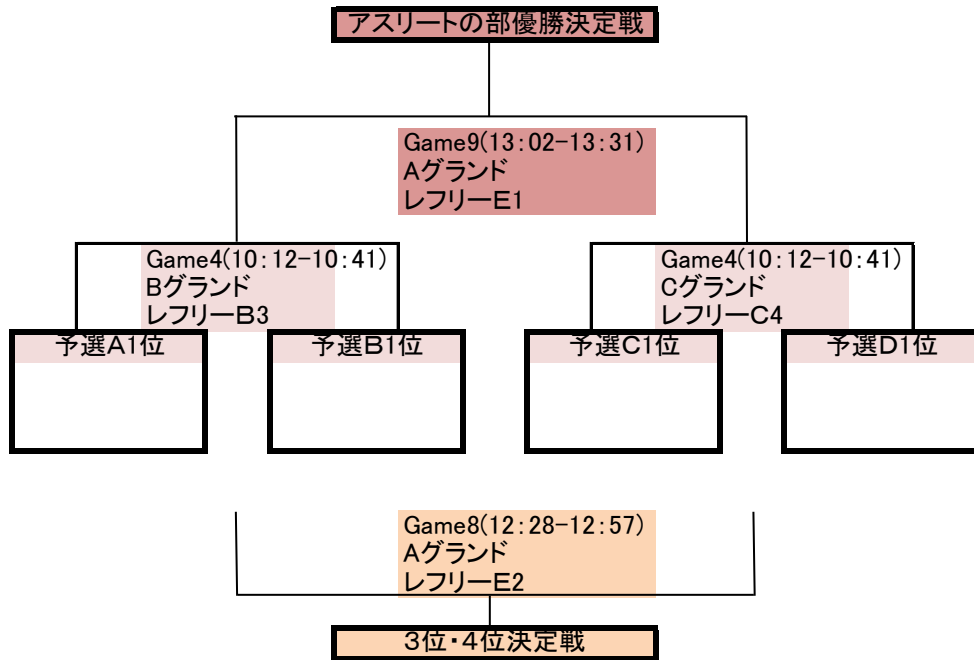 アスリートの部優勝決定戦
Game9(13:02-13:31)
Aグランド
レフリーE1
Game4(10:12-10:41)
Bグランド
レフリーB3
Game4(10:12-10:41)
Cグランド
レフリーC4
予選A1位
予選B1位
予選C1位
予選D1位
Game8(12:28-12:57)
Aグランド
レフリーE2
3位・4位決定戦